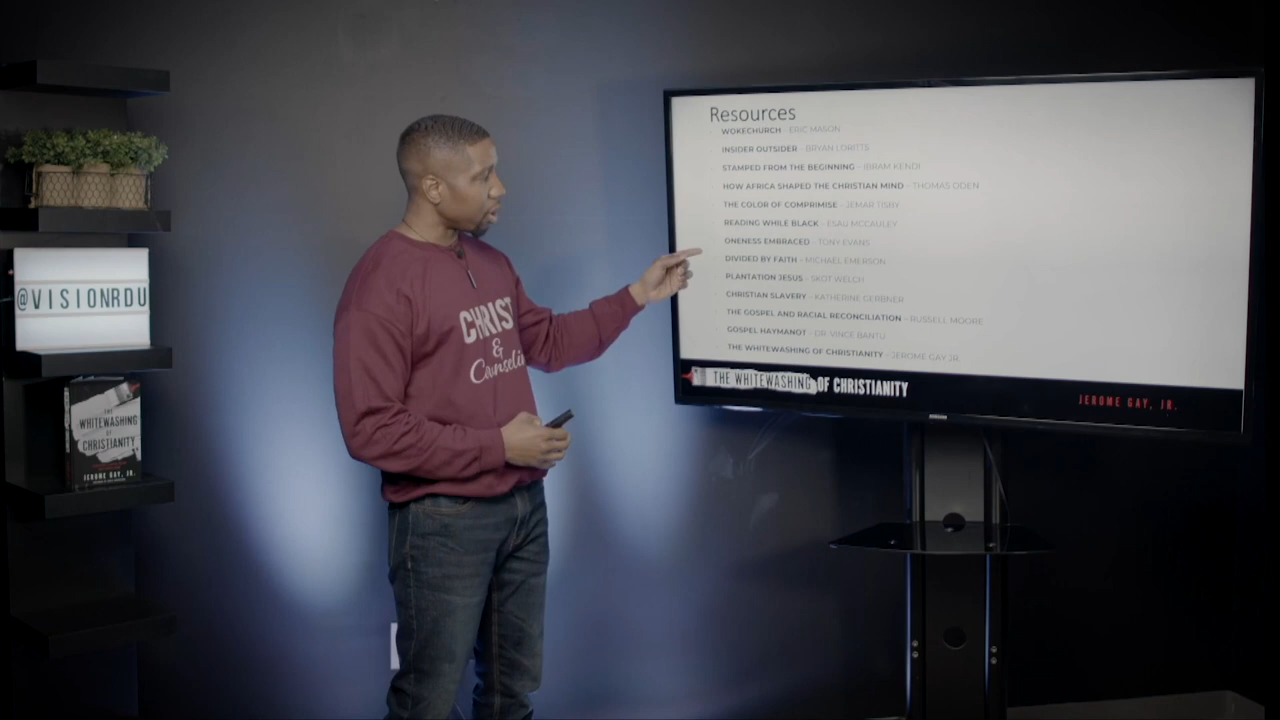 @VISIONRDU
THE
WHITEWASHING
OF
CHRISTIANITY
JEROME GAY, JR.
CHRIST
&
Counselin
Resources
WOKECHURCH - ERIC MASON
INSIDER OUTSIDER - BRYAN LORITTS
STAMPED FROM THE BEGINNING - IBRAM KENDI
HOW AFRICA SHAPED THE CHRISTIAN MIND - THOMAS ODEN
THE COLOR OF COMPRIMISE - JEMAR TISBY
READING WHILE BLACK - ESAU MCCAULEY
ONENESS EMBRACED - TONY EVANS
DIVIDED BY FAITH - MICHAEL EMERSON
PLANTATION JESUS - SKOT WELCH
CHRISTIAN SLAVERY - KATHERINE GERBNER
THE GOSPEL AND RACIAL RECONCILIATION - RUSSELL MOORE
GOSPEL HAYMANOT - DR. VINCE BANTU
THE WHITEWASHING OF CHRISTIANITY - JEROME GAY JR.
THE WHITEWASHING OF CHRISTIANITY
JEROME GAY, JR.